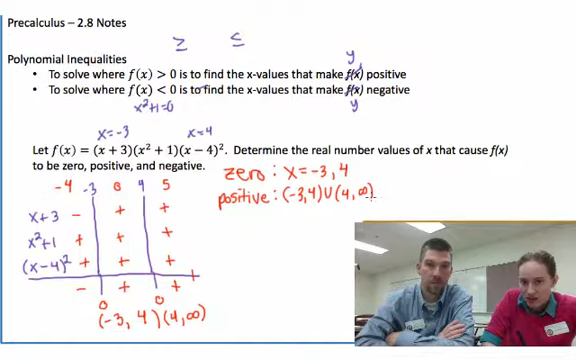 Precalculus – 2.8 Notes
≥ ≤
Polynomial Inequalities
y
• To solve where f(x) > 0 is to find the x-values that make f(x) positive
• To solve where f(x) < 0 is to find the x-values that make f(x) negative
x²+1=0 y
x=-3 x=4
Let f(x) = (x + 3)(x² + 1)(x − 4)². Determine the real number values of x that cause f(x)
to be zero, positive, and negative.
zero: x=-3, 4
-4 -3 0 4 5
positive: (-3,4)∪(4,∞)
x+3 - + +
x²+1 + + +
(x-4)² + + +
- 0 + 0 +
(-3, 4)(4,∞)